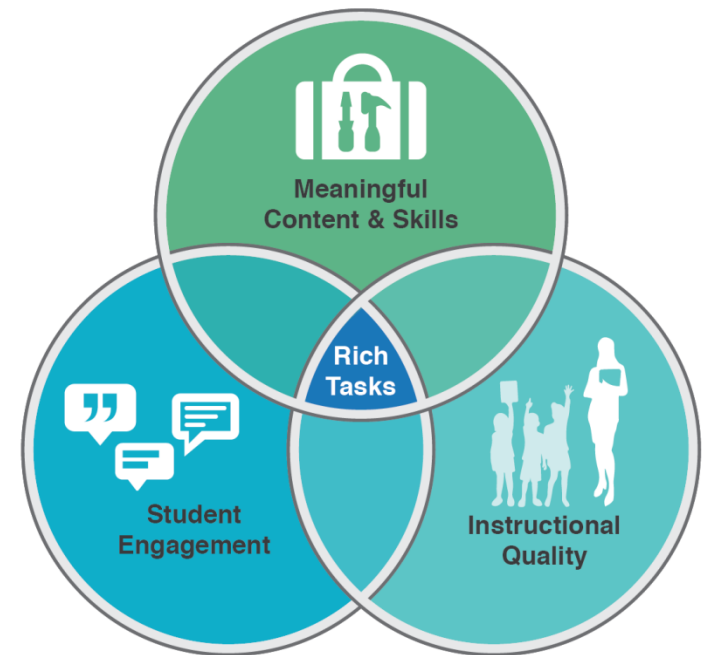 Meaningful
Content & Skills
Rich
Tasks
Student
Engagement
Instructional
Quality